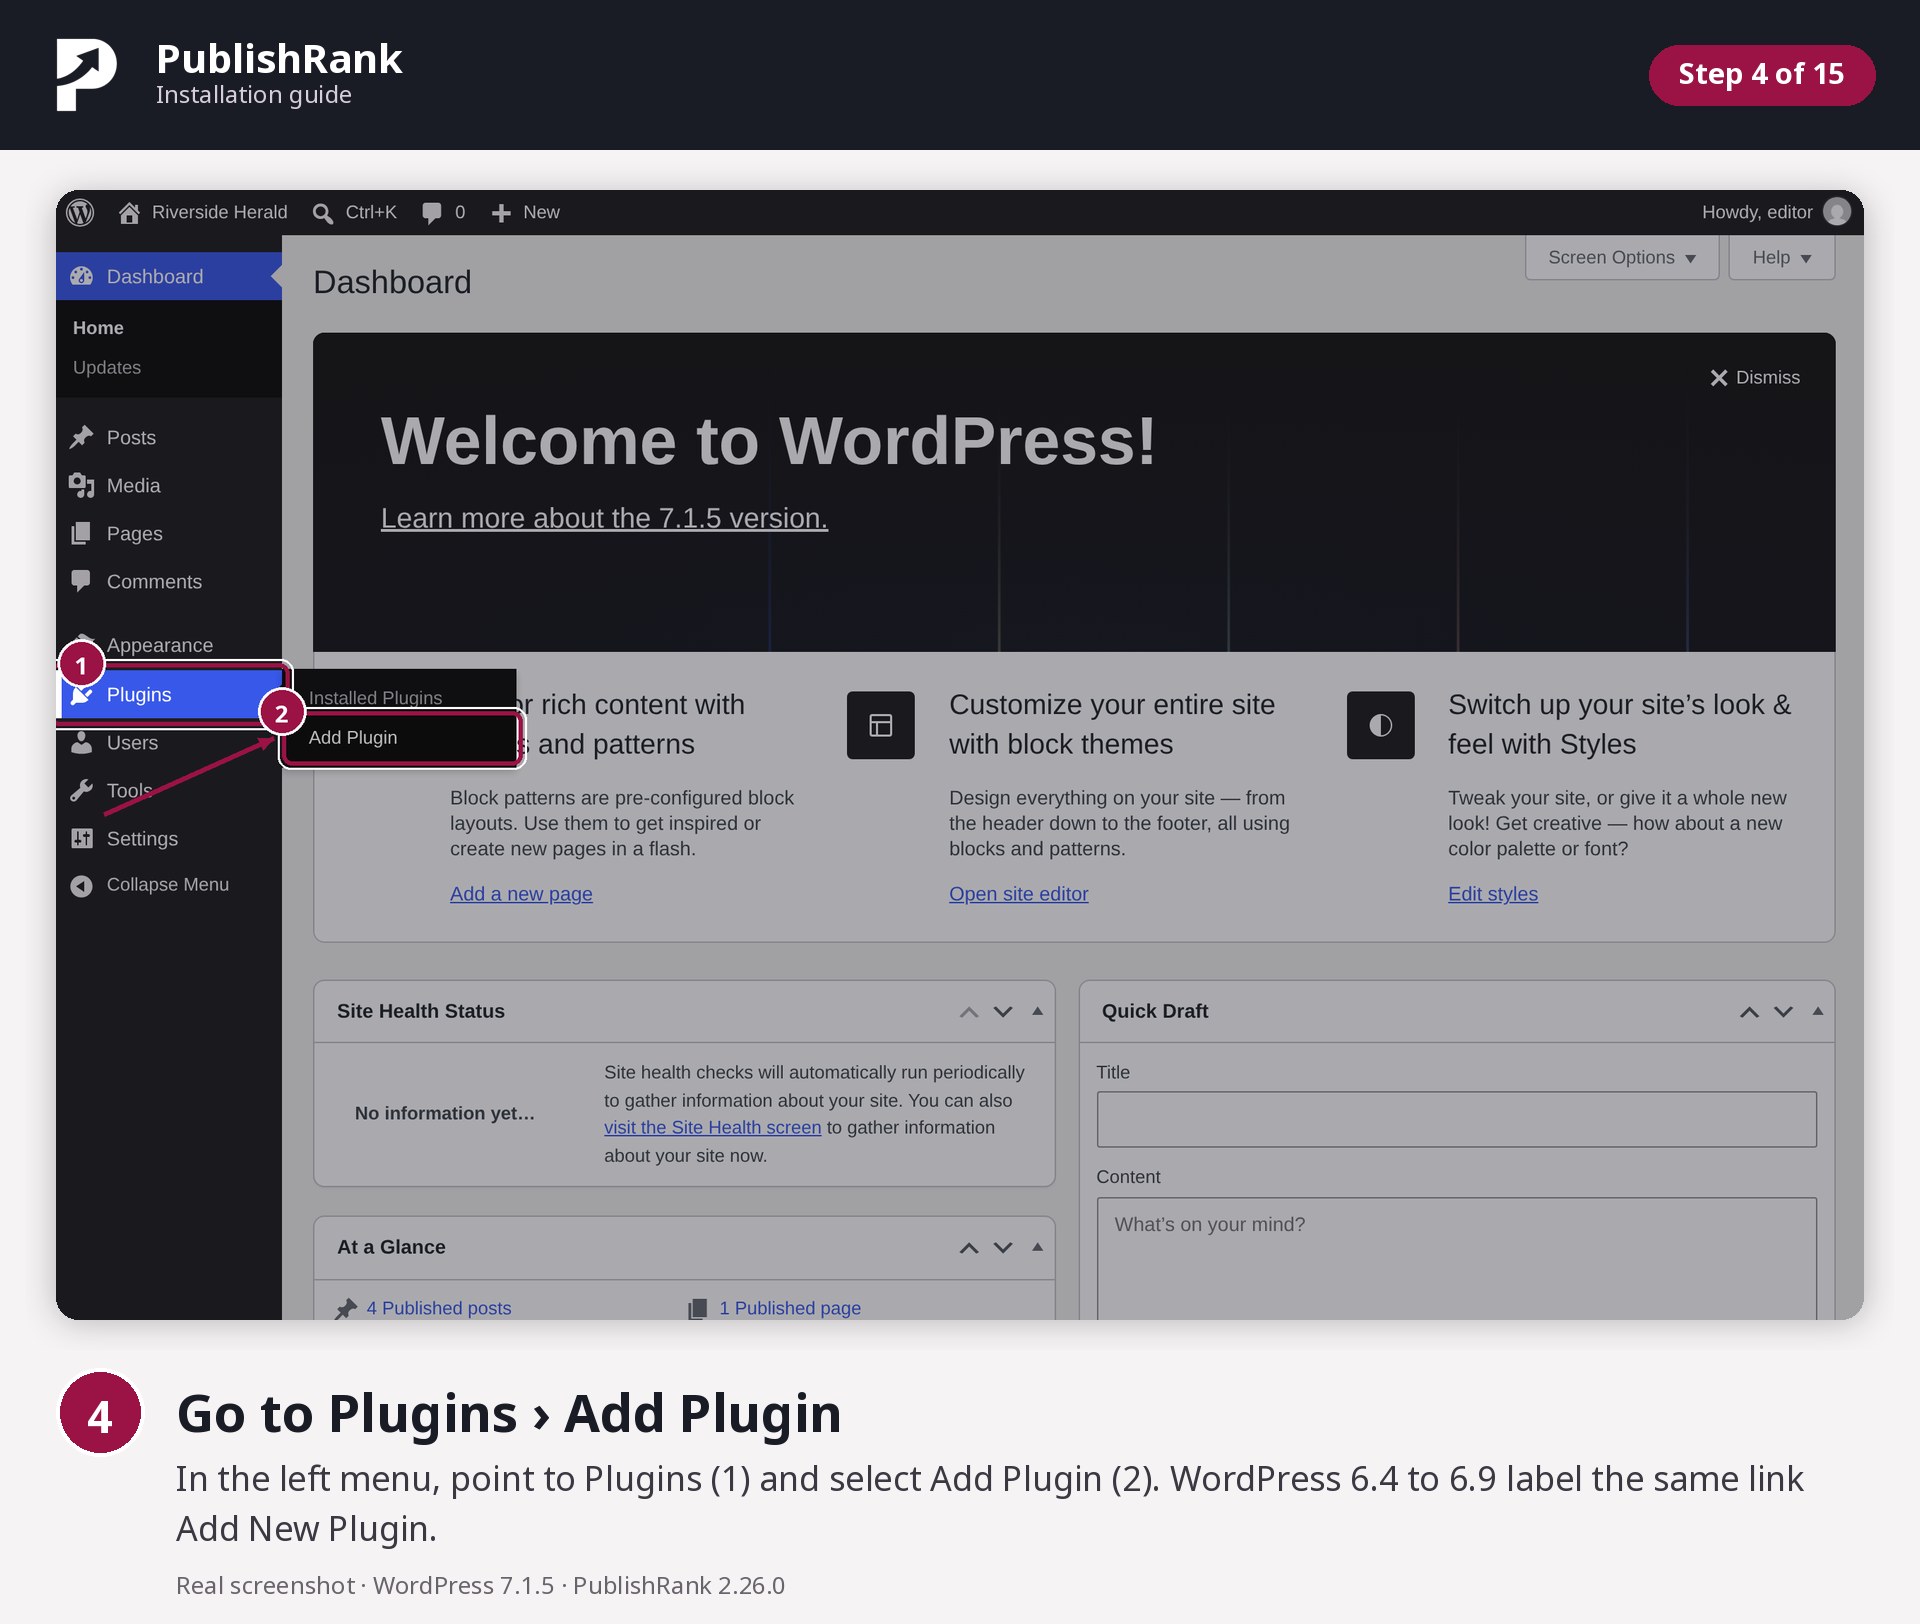 PublishRank
Installation guide
Step 4 of 15
Riverside Herald
Ctrl+K
0
New
Howdy, editor
Dashboard
Home
Updates
Posts
Media
Pages
Comments
Appearance
1
Plugins
2
Installed Plugins
Add Plugin
Users
Tools
Settings
Collapse Menu
Dashboard
Screen Options
Help
Dismiss
Welcome to WordPress!
Learn more about the 7.1.5 version.
rich content with
and patterns
Block patterns are pre-configured block
layouts. Use them to get inspired or
create new pages in a flash.
Add a new page
Customize your entire site
with block themes
Design everything on your site — from
the header down to the footer, all using
blocks and patterns.
Open site editor
Switch up your site’s look &
feel with Styles
Tweak your site, or give it a whole new
look! Get creative — how about a new
color palette or font?
Edit styles
Site Health Status
No information yet…
Site health checks will automatically run periodically
to gather information about your site. You can also
visit the Site Health screen to gather information
about your site now.
At a Glance
4 Published posts
1 Published page
Quick Draft
Title
Content
What’s on your mind?
4
Go to Plugins › Add Plugin
In the left menu, point to Plugins (1) and select Add Plugin (2). WordPress 6.4 to 6.9 label the same link
Add New Plugin.
Real screenshot · WordPress 7.1.5 · PublishRank 2.26.0